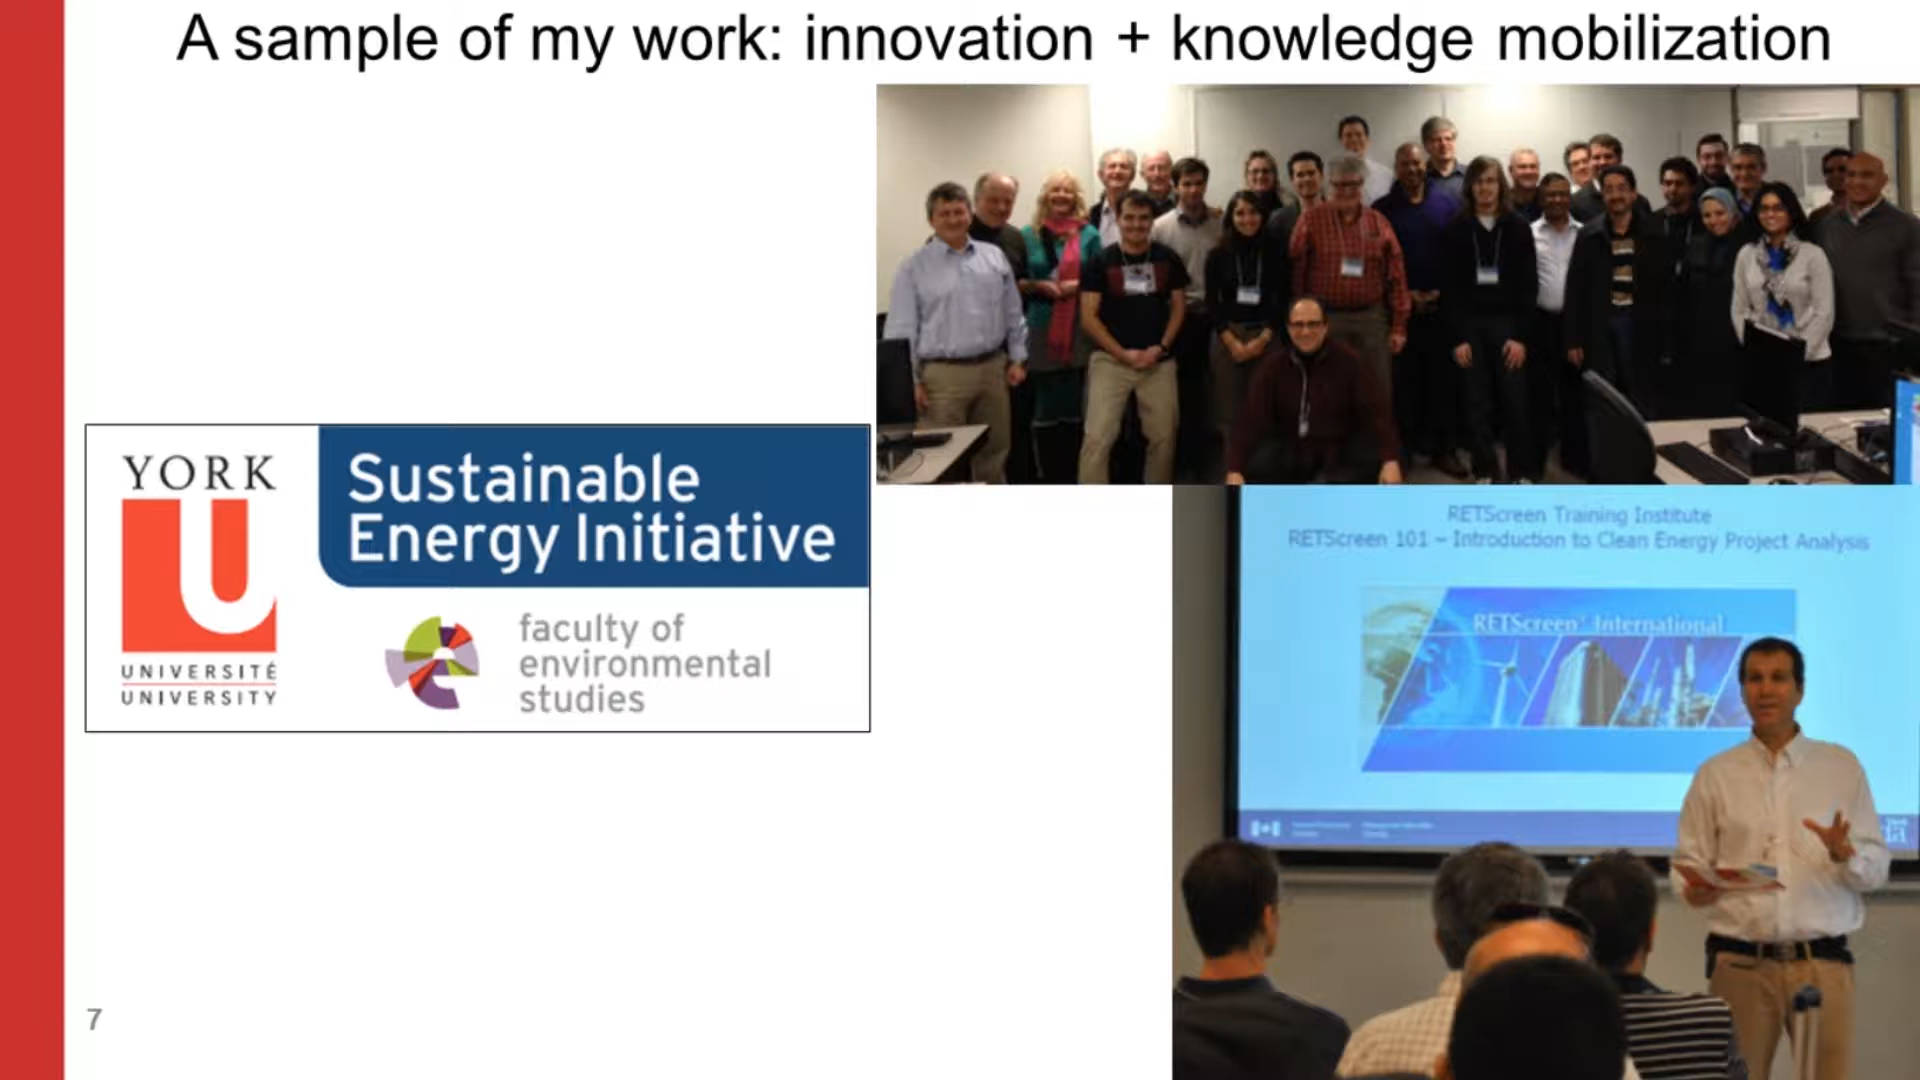 A sample of my work: innovation + knowledge mobilization
YORK
U
UNIVERSITÉ
UNIVERSITY
Sustainable
Energy Initiative
faculty of
environmental
studies
RETScreen Training Institute
RETScreen 101 – Introduction to Clean Energy Project Analysis
RETScreen® International
7